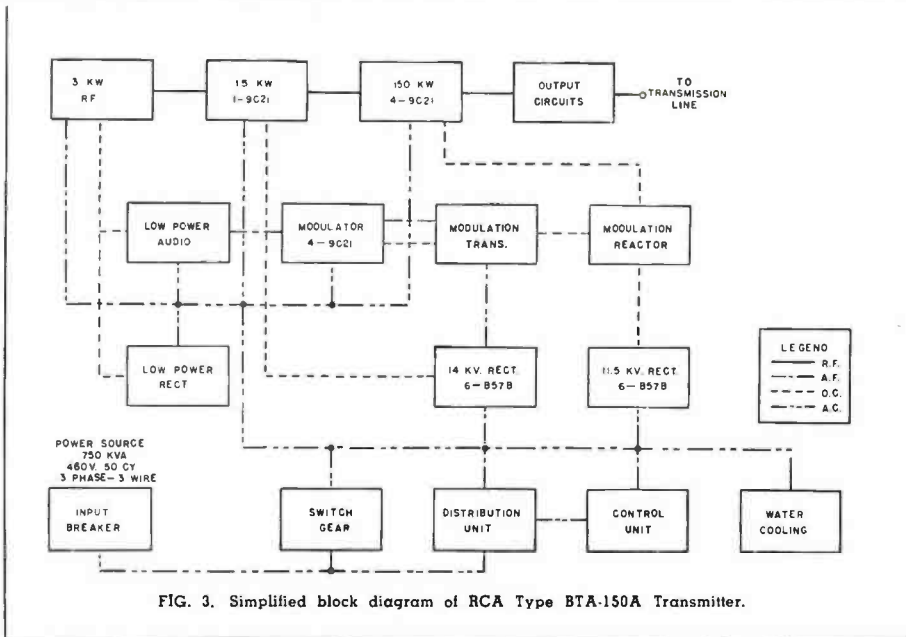 3 KW
RF
15 KW
1-9C21
150 KW
4-9C21
OUTPUT
CIRCUITS
TO
TRANSMISSION
LINE
LOW POWER
AUDIO
MODULATOR
4-9C21
MODULATION
TRANS.
MODULATION
REACTOR
LOW POWER
RECT
14 KV. RECT.
6-857B
11.5 KV. RECT.
6-857B
LEGEND
R.F.
A.F.
D.C.
A.C.
POWER SOURCE
750 KVA
460V. 50 CY
3 PHASE-3 WIRE
INPUT
BREAKER
SWITCH
GEAR
DISTRIBUTION
UNIT
CONTROL
UNIT
WATER
COOLING
FIG. 3. Simplified block diagram of RCA Type BTA-150A Transmitter.